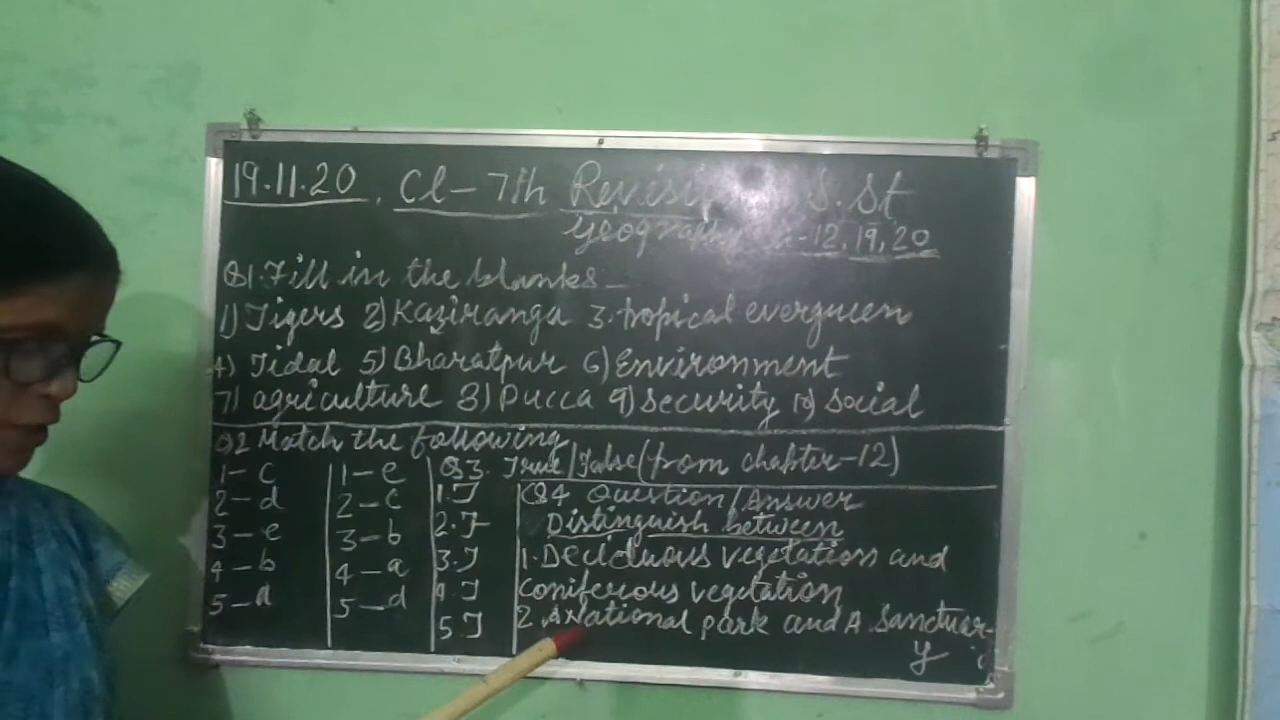 19.11.20. Cl-7th Revisi S.St
Geography -12,19,20
Q1.Fill in the blanks-
1) Tigers 2) Kaziranga 3. tropical evergreen
4) Tidal 5) Bharatpur 6) Environment
7) agriculture 8) Pucca 9) Security 10) Social
Q2 Match the following
1-c
2-d
3-e
4-b
5-a
1-e
2-c
3-b
4-a
5-d
Q3. True/False (from chapter-12)
1.T
2.F
3.T
4.T
5.T
Q4 Question/Answer
Distinguish between
1.Deciduous vegetation and
coniferous vegetation
2.A National park and A Sanctuar-
y